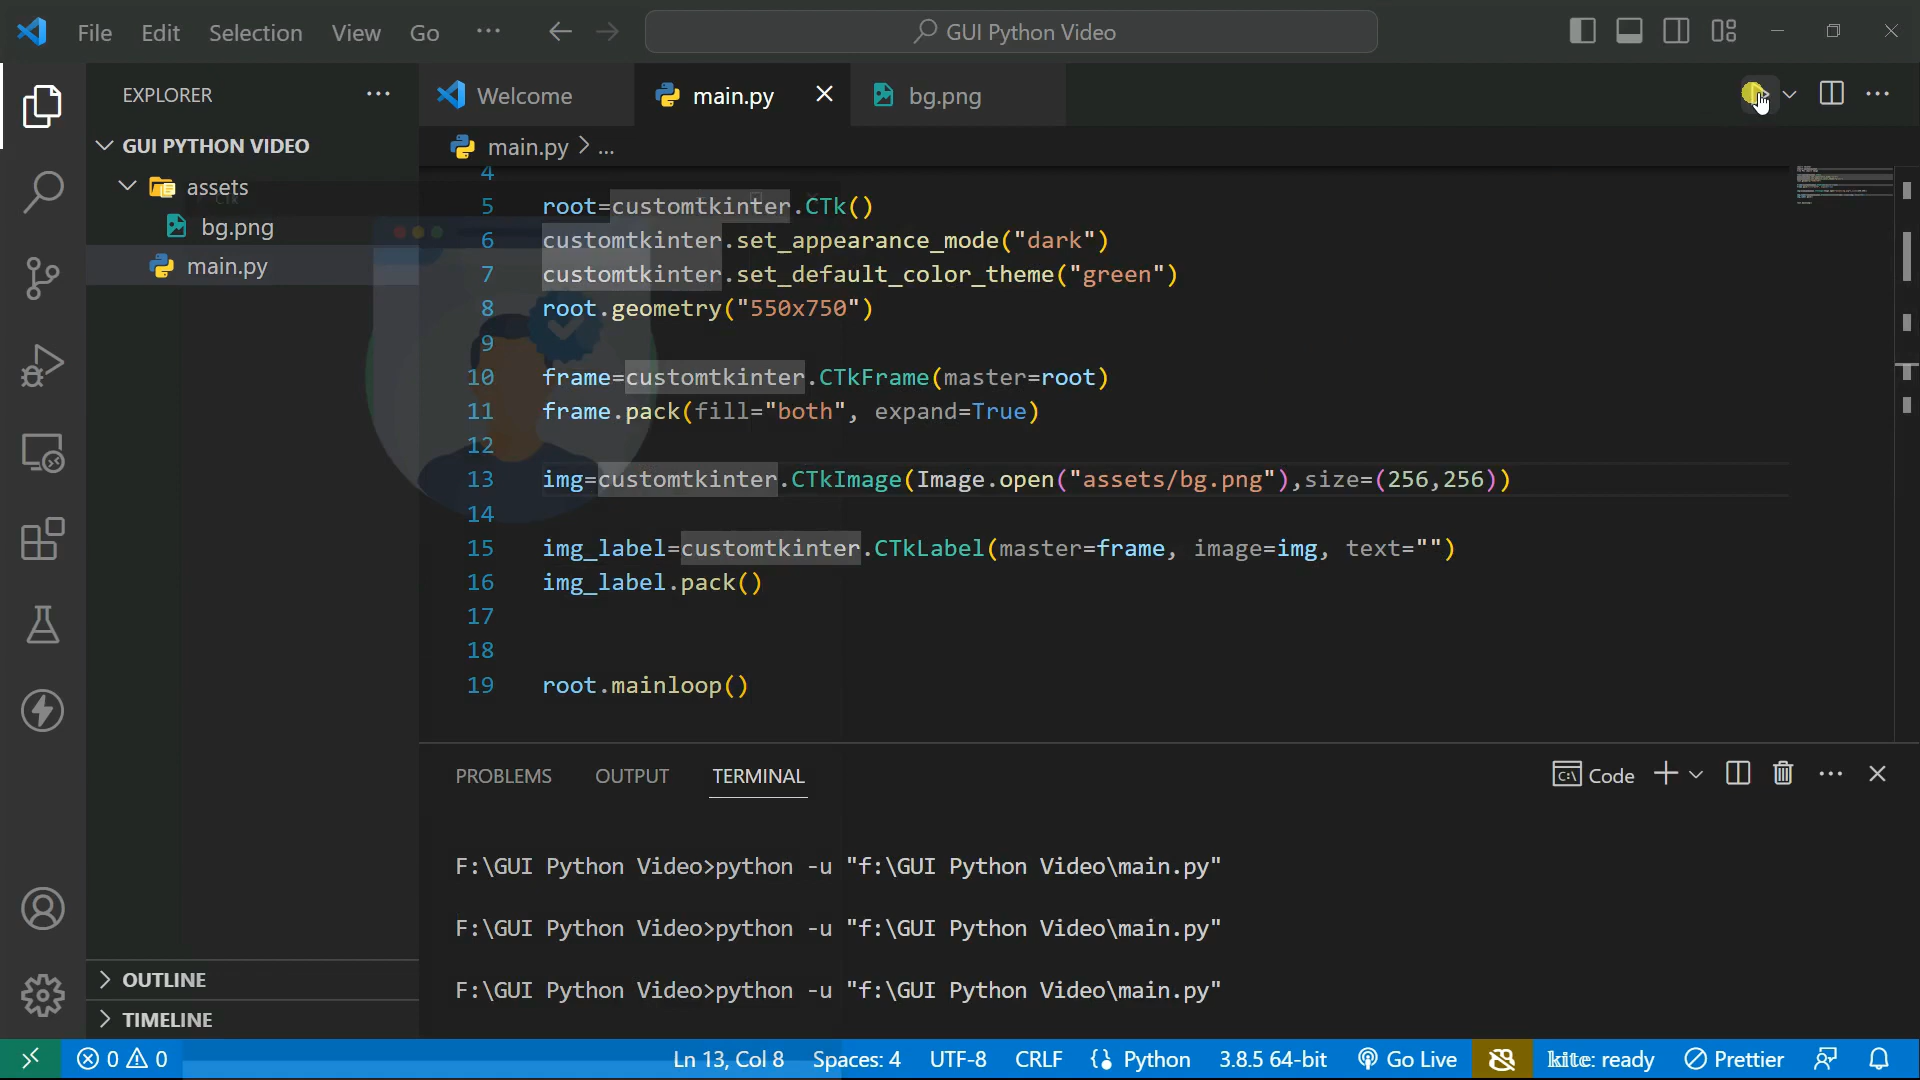 File Edit Selection View Go ··· GUI Python Video
EXPLORER ···
Welcome
main.py
bg.png
GUI PYTHON VIDEO
main.py > ...
assets
bg.png
main.py
4
5 root=customtkinter.CTk()
6 customtkinter.set_appearance_mode("dark")
7 customtkinter.set_default_color_theme("green")
8 root.geometry("550x750")
9
10 frame=customtkinter.CTkFrame(master=root)
11 frame.pack(fill="both", expand=True)
12
13 img=customtkinter.CTkImage(Image.open("assets/bg.png"),size=(256,256))
14
15 img_label=customtkinter.CTkLabel(master=frame, image=img, text="")
16 img_label.pack()
17
18
19 root.mainloop()
PROBLEMS OUTPUT TERMINAL
Code
F:\GUI Python Video>python -u "f:\GUI Python Video\main.py"
F:\GUI Python Video>python -u "f:\GUI Python Video\main.py"
F:\GUI Python Video>python -u "f:\GUI Python Video\main.py"
OUTLINE
TIMELINE
0 0 Ln 13, Col 8 Spaces: 4 UTF-8 CRLF Python 3.8.5 64-bit Go Live kite: ready Prettier